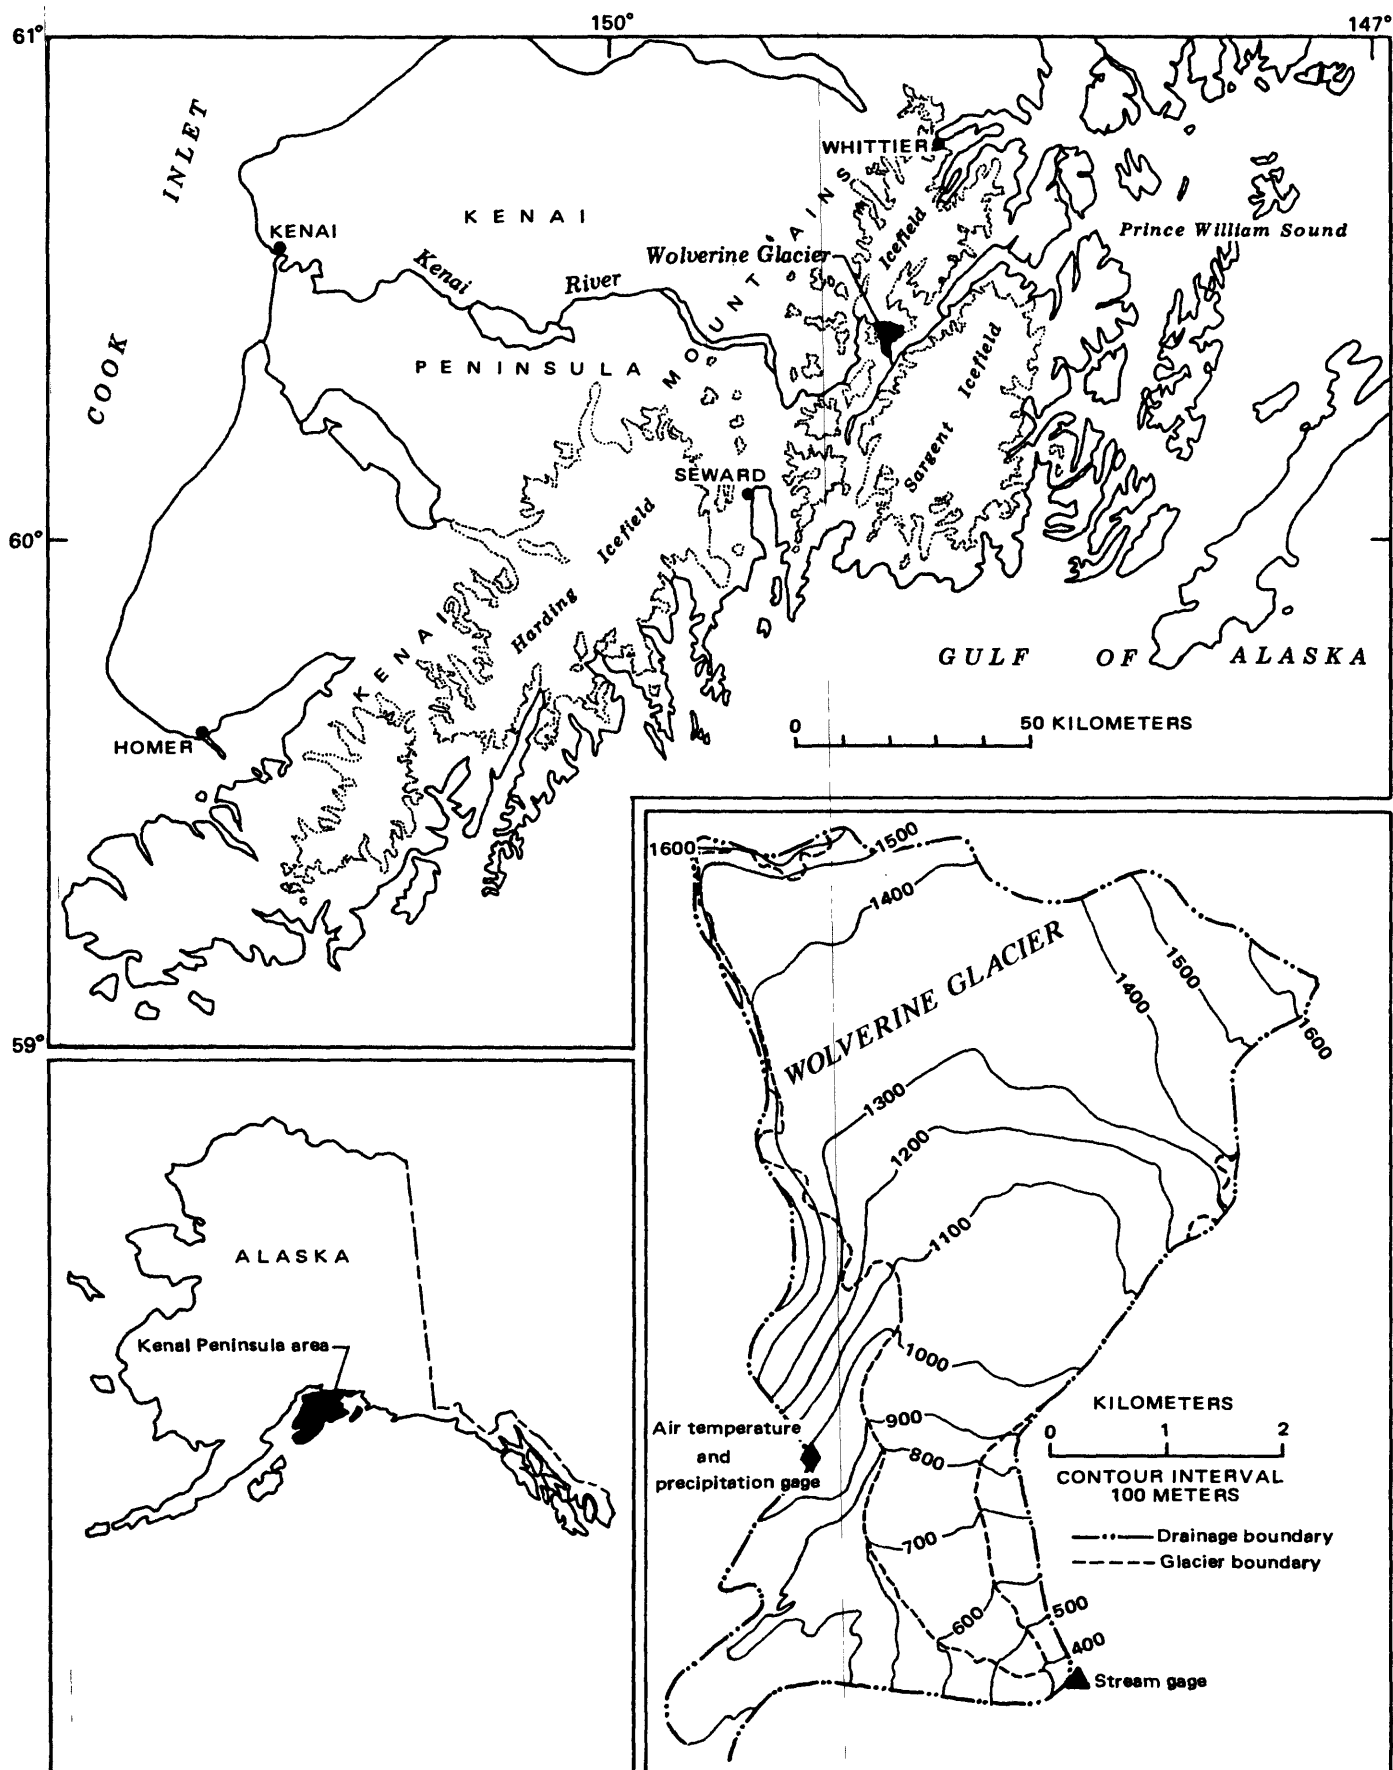 150°
147°
61°
COOK INLET
WHITTIER
KENAI
KENAI
Prince William Sound
Wolverine Glacier
Icefield
Kenai River
PENINSULA
KENAI MOUNTAINS
Sargent Icefield
SEWARD
60°
Harding Icefield
GULF OF ALASKA
0 50 KILOMETERS
HOMER
59°
ALASKA
Kenai Peninsula area
1600
1500
1400
WOLVERINE GLACIER
1400
1500
1600
1300
1200
1100
1000
900
800
700
600
500
400
Air temperature
and
precipitation gage
KILOMETERS
0 1 2
CONTOUR INTERVAL
100 METERS
Drainage boundary
Glacier boundary
Stream gage